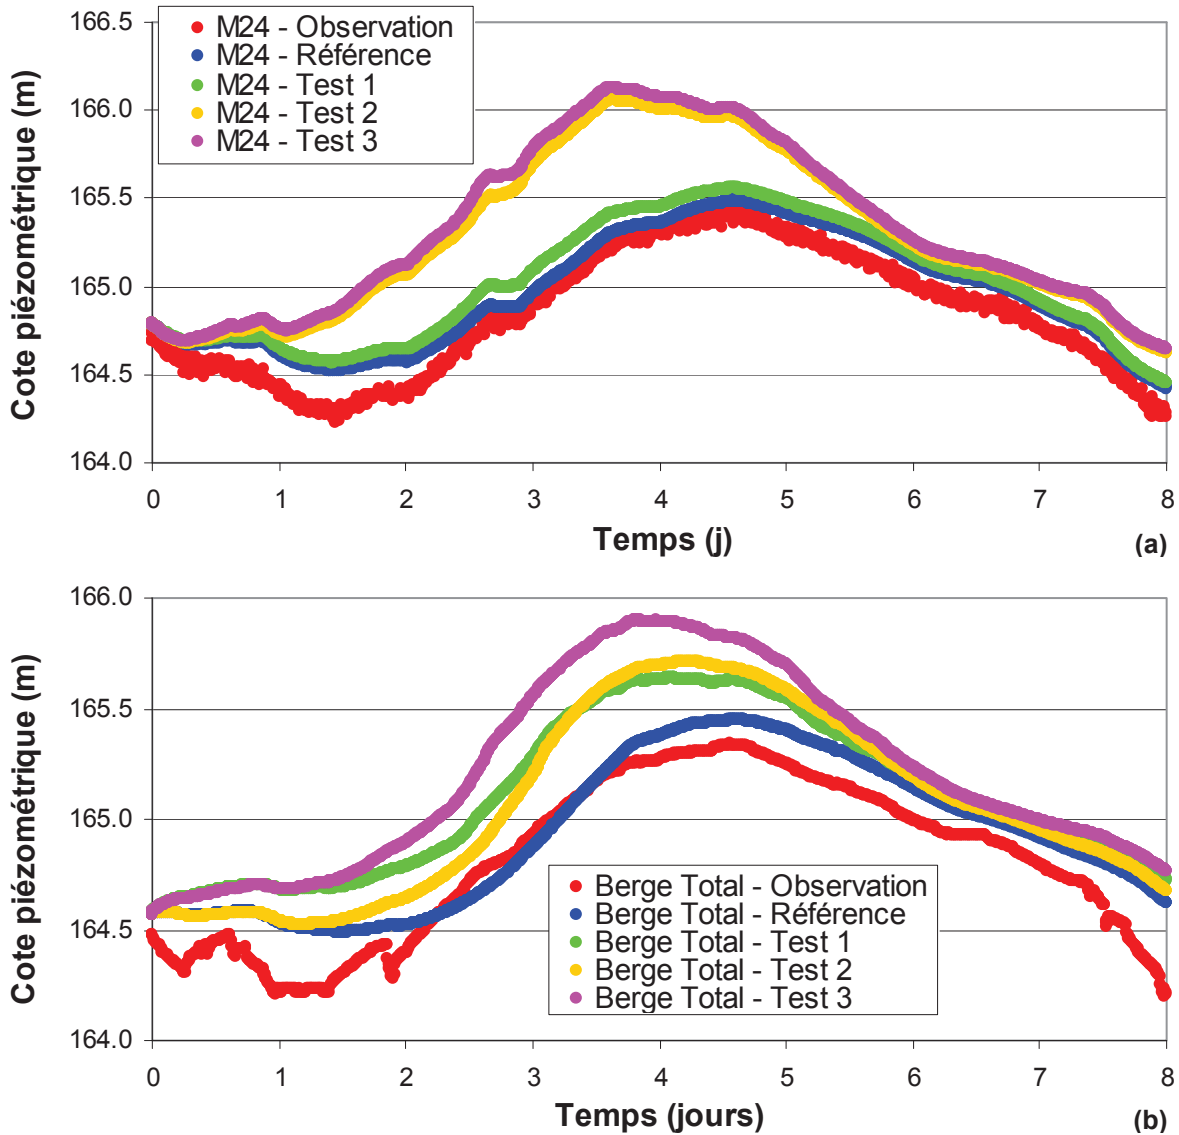 166.5
166.0
165.5
165.0
164.5
164.0
Cote piézométrique (m)
M24 - Observation
M24 - Référence
M24 - Test 1
M24 - Test 2
M24 - Test 3
0 1 2 3 4 5 6 7 8
Temps (j)
(a)
166.0
165.5
165.0
164.5
164.0
Cote piézométrique (m)
Berge Total - Observation
Berge Total - Référence
Berge Total - Test 1
Berge Total - Test 2
Berge Total - Test 3
0 1 2 3 4 5 6 7 8
Temps (jours)
(b)